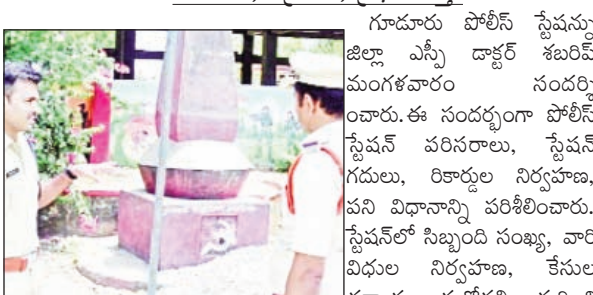 గూడూరు పోలీస్ స్టేషన్ను
జిల్లా ఎస్పీ డాక్టర్ శబరిష్
మంగళవారం సందర్శి
ంచారు. ఈ సందర్భంగా పోలీస్
స్టేషన్ పరిసరాలు, స్టేషన్
గదులు, రికార్డుల నిర్వహణ,
పని విధానాన్ని పరిశీలించారు.
స్టేషన్‌లో సిబ్బంది సంఖ్య, వారి
విధుల నిర్వహణ, కేసుల